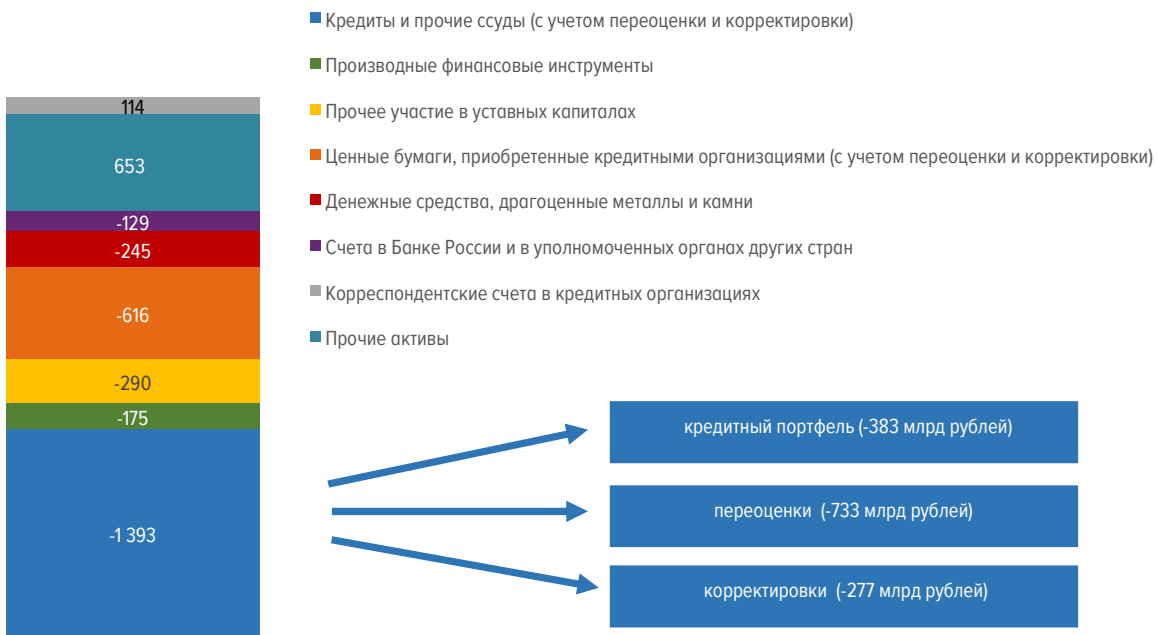 Кредиты и прочие ссуды (с учетом переоценки и корректировки)
Производные финансовые инструменты
Прочее участие в уставных капиталах
Ценные бумаги, приобретенные кредитными организациями (с учетом переоценки и корректировки)
Денежные средства, драгоценные металлы и камни
Счета в Банке России и в уполномоченных органах других стран
Корреспондентские счета в кредитных организациях
Прочие активы
114
653
-129
-245
-616
-290
-175
-1 393
кредитный портфель (-383 млрд рублей)
переоценки (-733 млрд рублей)
корректировки (-277 млрд рублей)